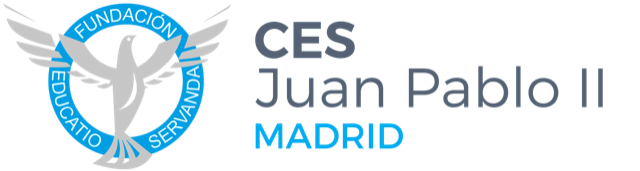 FUNDACIÓN
EDUCATIO
SERVANDA
CES
Juan Pablo II
MADRID